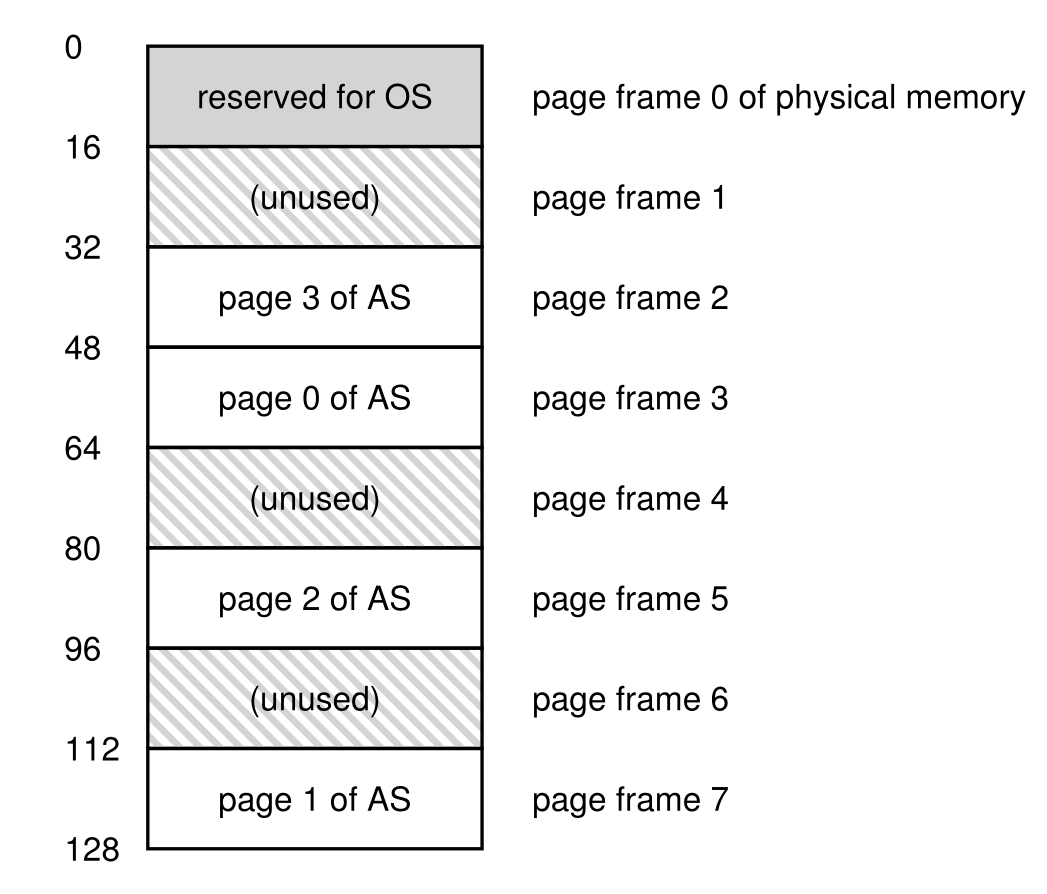 0
reserved for OS page frame 0 of physical memory
16
(unused) page frame 1
32
page 3 of AS page frame 2
48
page 0 of AS page frame 3
64
(unused) page frame 4
80
page 2 of AS page frame 5
96
(unused) page frame 6
112
page 1 of AS page frame 7
128